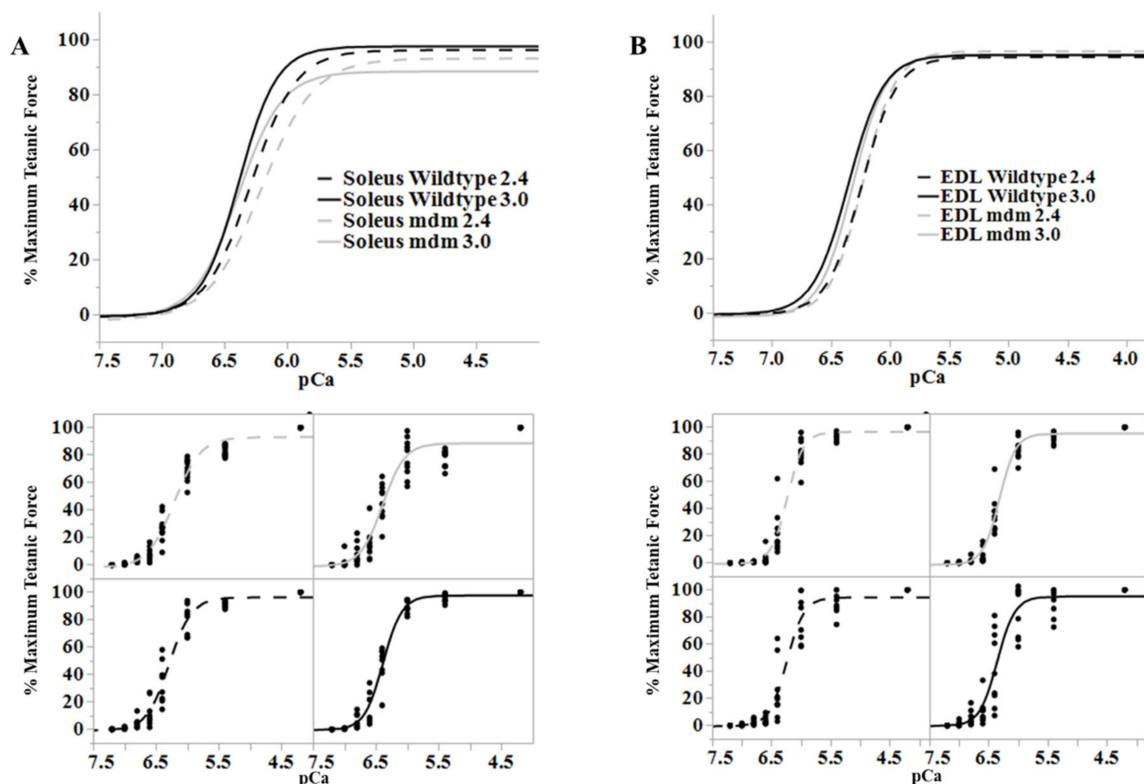 A
% Maximum Tetanic Force
100
80
60
40
20
0
Soleus Wildtype 2.4
Soleus Wildtype 3.0
Soleus mdm 2.4
Soleus mdm 3.0
7.5 7.0 6.5 6.0 5.5 5.0 4.5
pCa
B
% Maximum Tetanic Force
100
80
60
40
20
0
EDL Wildtype 2.4
EDL Wildtype 3.0
EDL mdm 2.4
EDL mdm 3.0
7.5 7.0 6.5 6.0 5.5 5.0 4.5 4.0
pCa
% Maximum Tetanic Force
100
80
60
40
20
0
100
80
60
40
20
0
7.5 6.5 5.5 4.5 7.5 6.5 5.5 4.5
pCa pCa
% Maximum Tetanic Force
100
80
60
40
20
0
100
80
60
40
20
0
7.5 6.5 5.5 4.5 7.5 6.5 5.5 4.5
pCa pCa